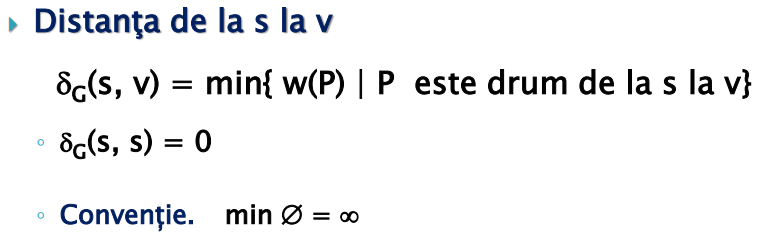 Distanţa de la s la v
δG(s, v) = min{ w(P) | P este drum de la s la v}
δG(s, s) = 0
Convenţie. min ∅ = ∞